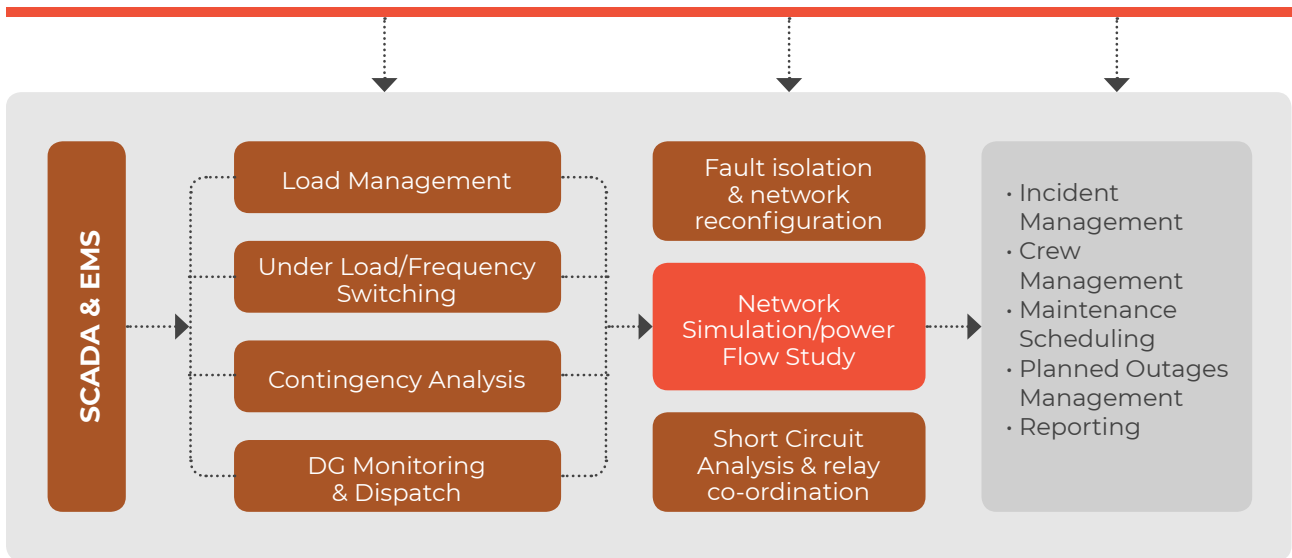 SCADA & EMS
Load Management
Under Load/Frequency
Switching
Contingency Analysis
DG Monitoring
& Dispatch
Fault isolation
& network
reconfiguration
Network
Simulation/power
Flow Study
Short Circuit
Analysis & relay
co-ordination
· Incident
Management
· Crew
Management
· Maintenance
Scheduling
· Planned Outages
Management
· Reporting